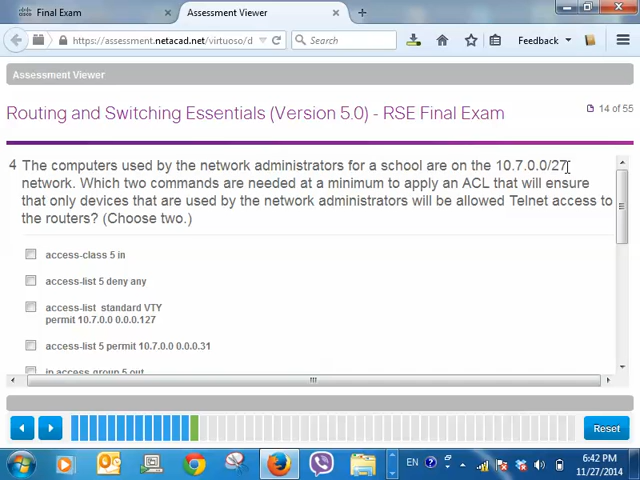 Final Exam
Assessment Viewer
https://assessment.netacad.net/virtuoso/d
Search
Feedback
Assessment Viewer
Routing and Switching Essentials (Version 5.0) - RSE Final Exam
14 of 55
4 The computers used by the network administrators for a school are on the 10.7.0.0/27
network. Which two commands are needed at a minimum to apply an ACL that will ensure
that only devices that are used by the network administrators will be allowed Telnet access to
the routers? (Choose two.)
access-class 5 in
access-list 5 deny any
access-list standard VTY
permit 10.7.0.0 0.0.0.127
access-list 5 permit 10.7.0.0 0.0.0.31
ip access group 5 out
Reset
EN
6:42 PM
11/27/2014